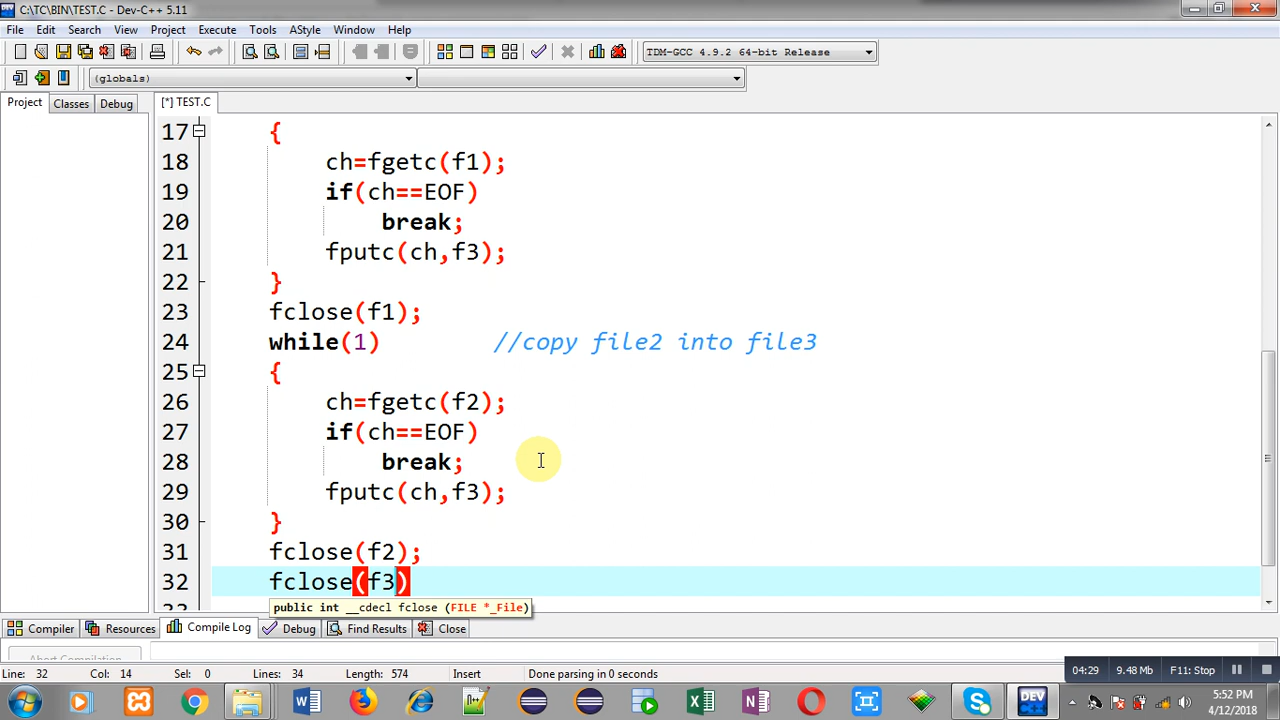 C:\TC\BIN\TEST.C - Dev-C++ 5.11
File Edit Search View Project Execute Tools AStyle Window Help
TDM-GCC 4.9.2 64-bit Release
(globals)
Project Classes Debug [*] TEST.C
17 {
18 ch=fgetc(f1);
19 if(ch==EOF)
20 break;
21 fputc(ch,f3);
22 }
23 fclose(f1);
24 while(1) //copy file2 into file3
25 {
26 ch=fgetc(f2);
27 if(ch==EOF)
28 break;
29 fputc(ch,f3);
30 }
31 fclose(f2);
32 fclose(f3)
public int __cdecl fclose (FILE *_File)
Compiler Resources Compile Log Debug Find Results Close
Abort Compilation
Line: 32 Col: 14 Sel: 0 Lines: 34 Length: 574 Insert Done parsing in 0 seconds
04:29 9.48 Mb F11: Stop
DEV
5:52 PM
4/12/2018